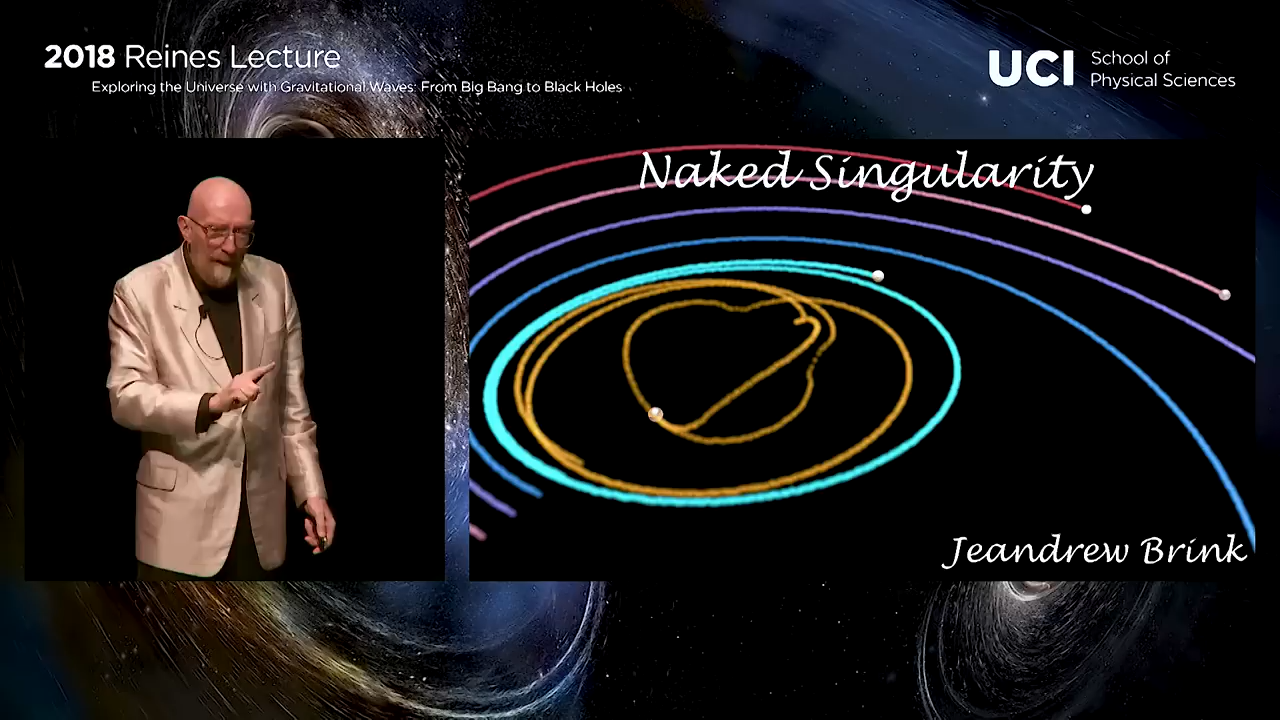 2018 Reines Lecture
Exploring the Universe with Gravitational Waves: From Big Bang to Black Holes
UCI School of
Physical Sciences
Naked Singularity
Jeandrew Brink